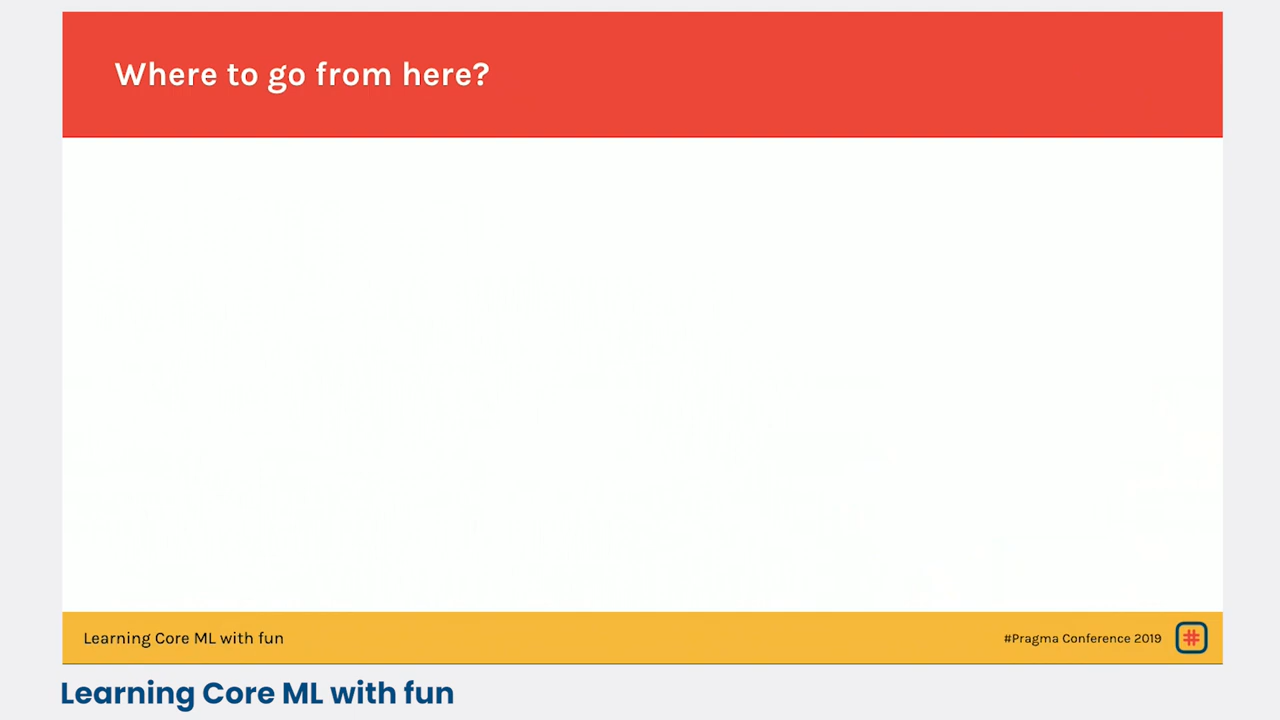 Where to go from here?
Learning Core ML with fun
#Pragma Conference 2019
#
Learning Core ML with fun